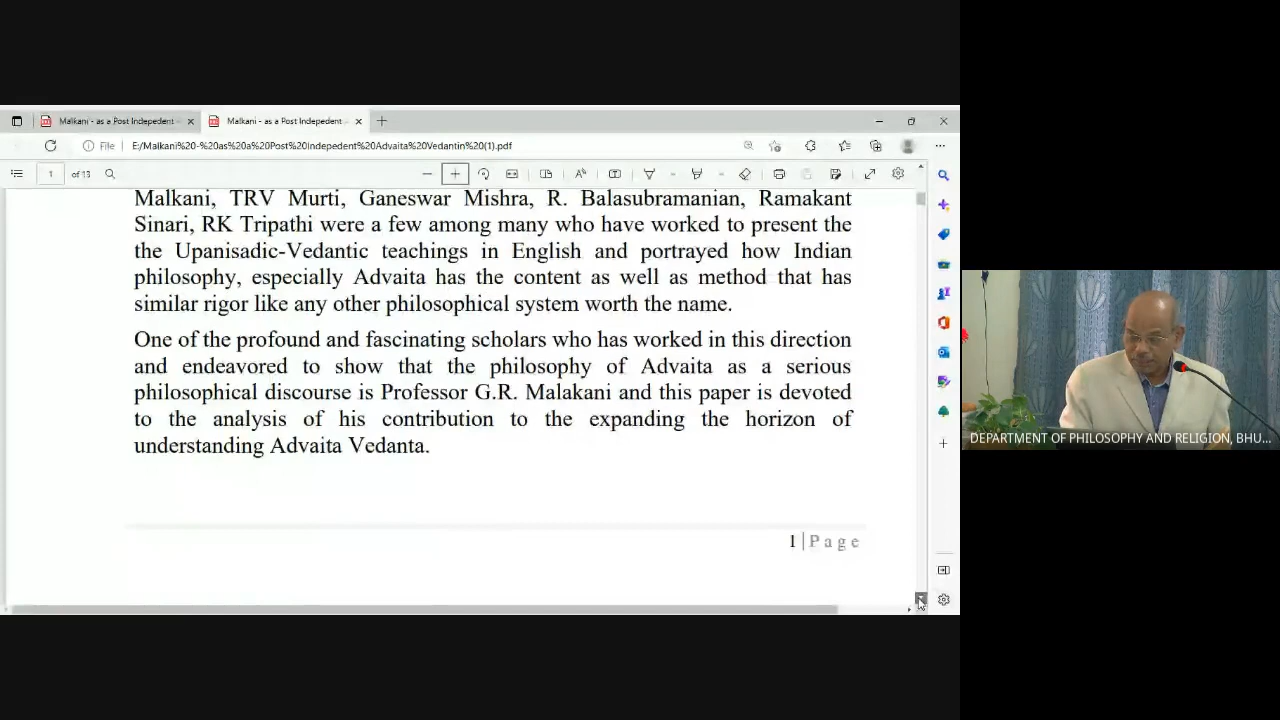 Malkani - as a Post Indepedent
Malkani - as a Post Indepedent
File
E:/Malkani%20-%20as%20a%20Post%20Indepedent%20Advaita%20Vedantin%20(1).pdf
1 of 13
Malkani, TRV Murti, Ganeswar Mishra, R. Balasubramanian, Ramakant
Sinari, RK Tripathi were a few among many who have worked to present the
the Upanisadic-Vedantic teachings in English and portrayed how Indian
philosophy, especially Advaita has the content as well as method that has
similar rigor like any other philosophical system worth the name.
One of the profound and fascinating scholars who has worked in this direction
and endeavored to show that the philosophy of Advaita as a serious
philosophical discourse is Professor G.R. Malakani and this paper is devoted
to the analysis of his contribution to the expanding the horizon of
understanding Advaita Vedanta.
1 | P a g e
DEPARTMENT OF PHILOSOPHY AND RELIGION, BHU...